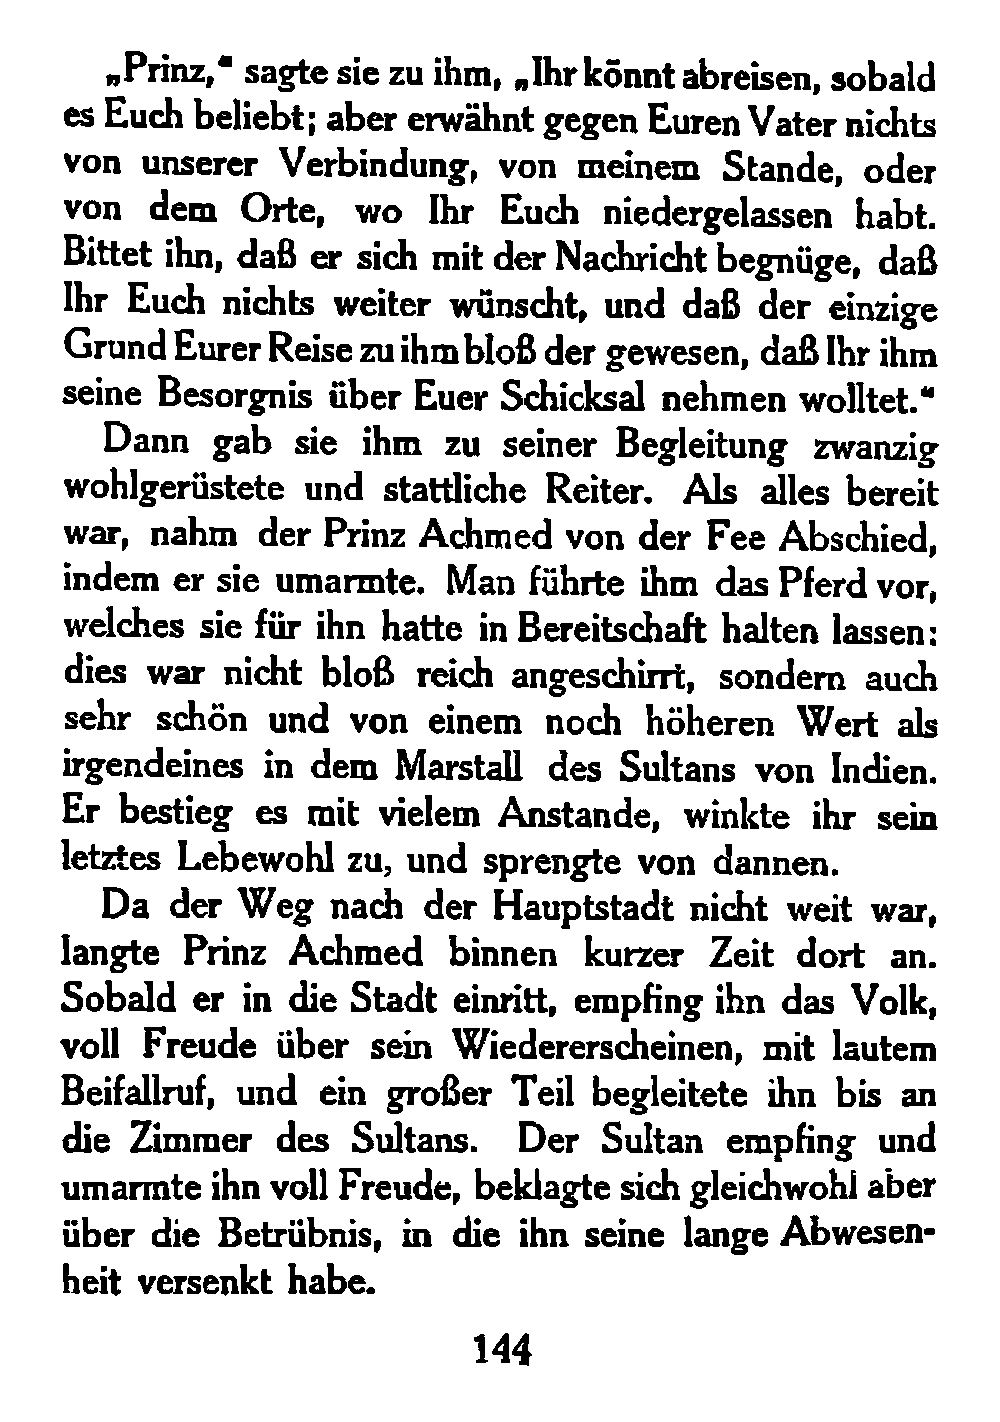 „Prinz,“ sagte sie zu ihm, „Ihr könnt abreisen, sobald
es Euch beliebt; aber erwähnt gegen Euren Vater nichts
von unserer Verbindung, von meinem Stande, oder
von dem Orte, wo Ihr Euch niedergelassen habt.
Bittet ihn, daß er sich mit der Nachricht begnüge, daß
Ihr Euch nichts weiter wünscht, und daß der einzige
Grund Eurer Reise zu ihm bloß der gewesen, daß Ihr ihm
seine Besorgnis über Euer Schicksal nehmen wolltet.“
Dann gab sie ihm zu seiner Begleitung zwanzig
wohlgerüstete und stattliche Reiter. Als alles bereit
war, nahm der Prinz Achmed von der Fee Abschied,
indem er sie umarmte. Man führte ihm das Pferd vor,
welches sie für ihn hatte in Bereitschaft halten lassen:
dies war nicht bloß reich angeschirrt, sondern auch
sehr schön und von einem noch höheren Wert als
irgendeines in dem Marstall des Sultans von Indien.
Er bestieg es mit vielem Anstande, winkte ihr sein
letztes Lebewohl zu, und sprengte von dannen.
Da der Weg nach der Hauptstadt nicht weit war,
langte Prinz Achmed binnen kurzer Zeit dort an.
Sobald er in die Stadt einritt, empfing ihn das Volk,
voll Freude über sein Wiedererscheinen, mit lautem
Beifallruf, und ein großer Teil begleitete ihn bis an
die Zimmer des Sultans. Der Sultan empfing und
umarmte ihn voll Freude, beklagte sich gleichwohl aber
über die Betrübnis, in die ihn seine lange Abwesen-
heit versenkt habe.
144